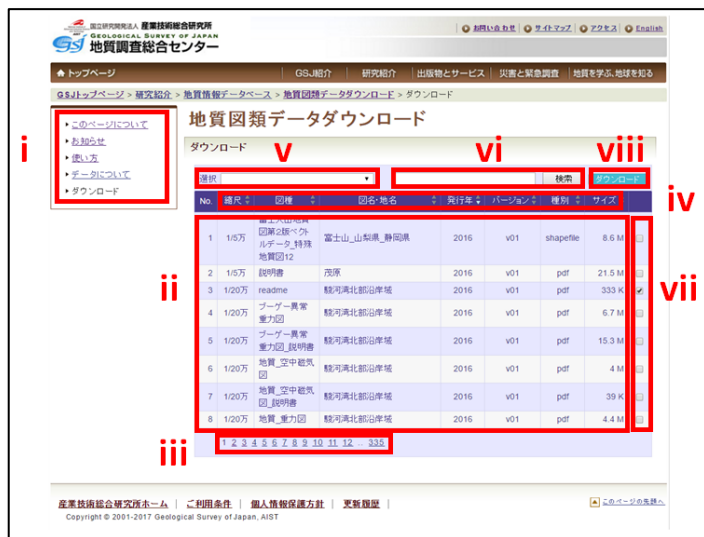 国立研究開発法人 産業技術総合研究所
GEOLOGICAL SURVEY OF JAPAN
GSJ 地質調査総合センター
お問い合わせ サイトマップ アクセス English
トップページ GSJ紹介 研究紹介 出版物とサービス 災害と緊急調査 地質を学ぶ、地球を知る
GSJトップページ > 研究紹介 > 地質情報データベース > 地質図類データダウンロード > ダウンロード
i
このページについて
お知らせ
使い方
データについて
ダウンロード
地質図類データダウンロード
ダウンロード
v vi viii
選択 検索 ダウンロード
No. 縮尺 図種 図名・地名 発行年 バージョン 種別 サイズ
iv
ii
vii
1 1/5万 富士火山地質図第2版ベクトルデータ_特殊地質図12 富士山_山梨県_静岡県 2016 v01 shapefile 8.6 M
2 1/5万 説明書 茂原 2016 v01 pdf 21.5 M
3 1/20万 readme 駿河湾北部沿岸域 2016 v01 pdf 333 K
4 1/20万 ブーゲー異常重力図 駿河湾北部沿岸域 2016 v01 pdf 6.7 M
5 1/20万 ブーゲー異常重力図_説明書 駿河湾北部沿岸域 2016 v01 pdf 15.3 M
6 1/20万 地質_空中磁気図 駿河湾北部沿岸域 2016 v01 pdf 4 M
7 1/20万 地質_空中磁気図_説明書 駿河湾北部沿岸域 2016 v01 pdf 39 K
8 1/20万 地質_重力図 駿河湾北部沿岸域 2016 v01 pdf 4.4 M
iii
1 2 3 4 5 6 7 8 9 10 11 12 .. 335
産業技術総合研究所ホーム | ご利用条件 | 個人情報保護方針 | 更新履歴 |
このページの先頭へ
Copyright © 2001-2017 Geological Survey of Japan, AIST